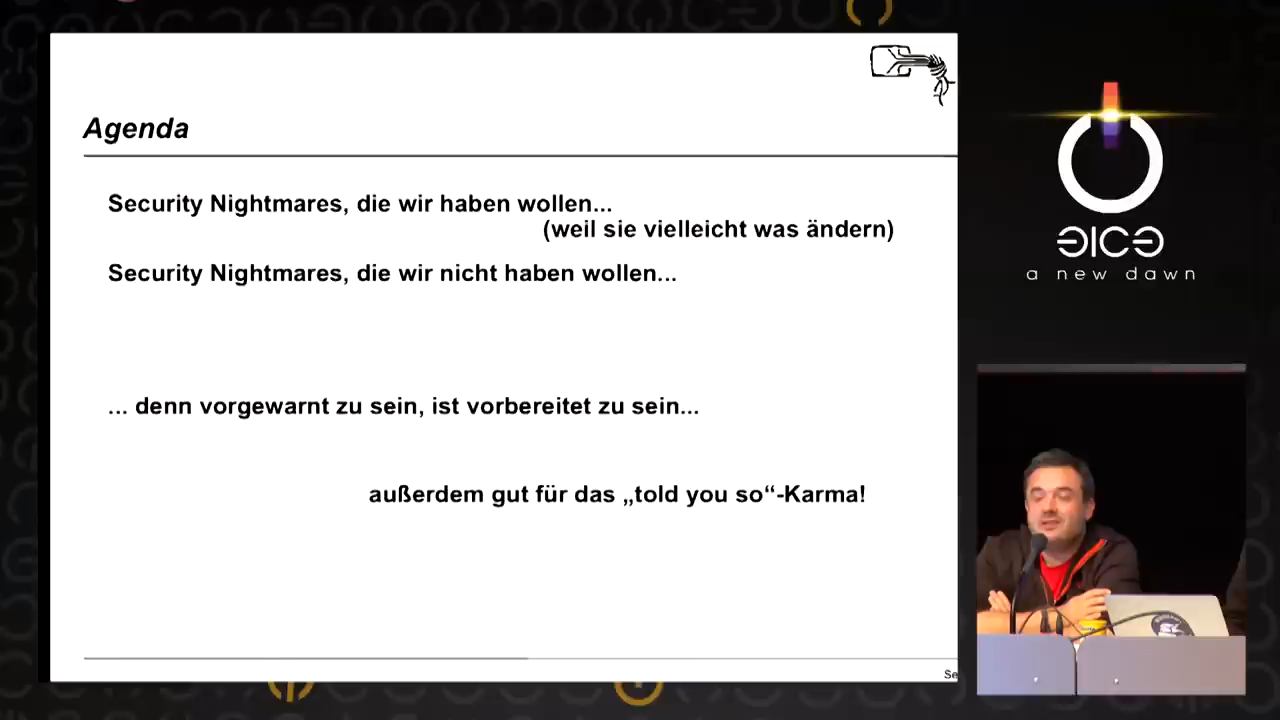 Agenda
Security Nightmares, die wir haben wollen...
(weil sie vielleicht was ändern)
Security Nightmares, die wir nicht haben wollen...
... denn vorgewarnt zu sein, ist vorbereitet zu sein...
außerdem gut für das „told you so“-Karma!
Se
a new dawn